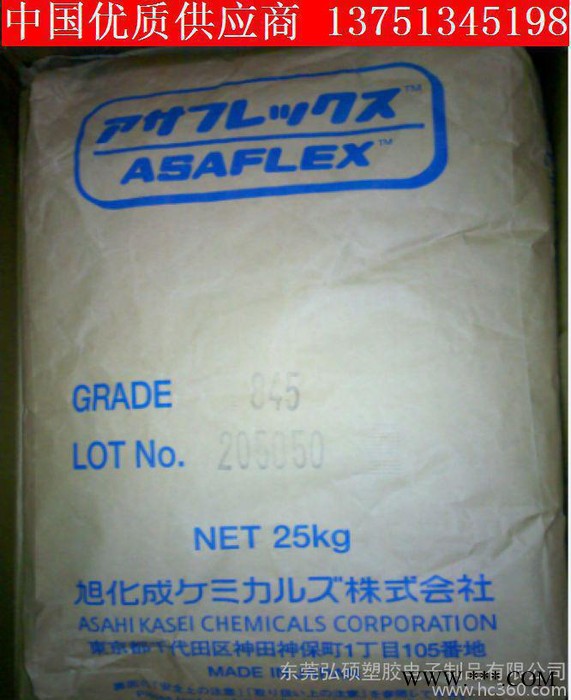 中国优质供应商 13751345198
アサフレックス™
ASAFLEX™
GRADE 845
LOT No. 205050
NET 25kg
旭化成ケミカルズ株式会社
ASAHI KASEI CHEMICALS CORPORATION
東京都千代田区神田神保町1丁目105番地
MADE IN JAPAN
东莞弘硕塑胶电子制品有限公司
www.hc360.com